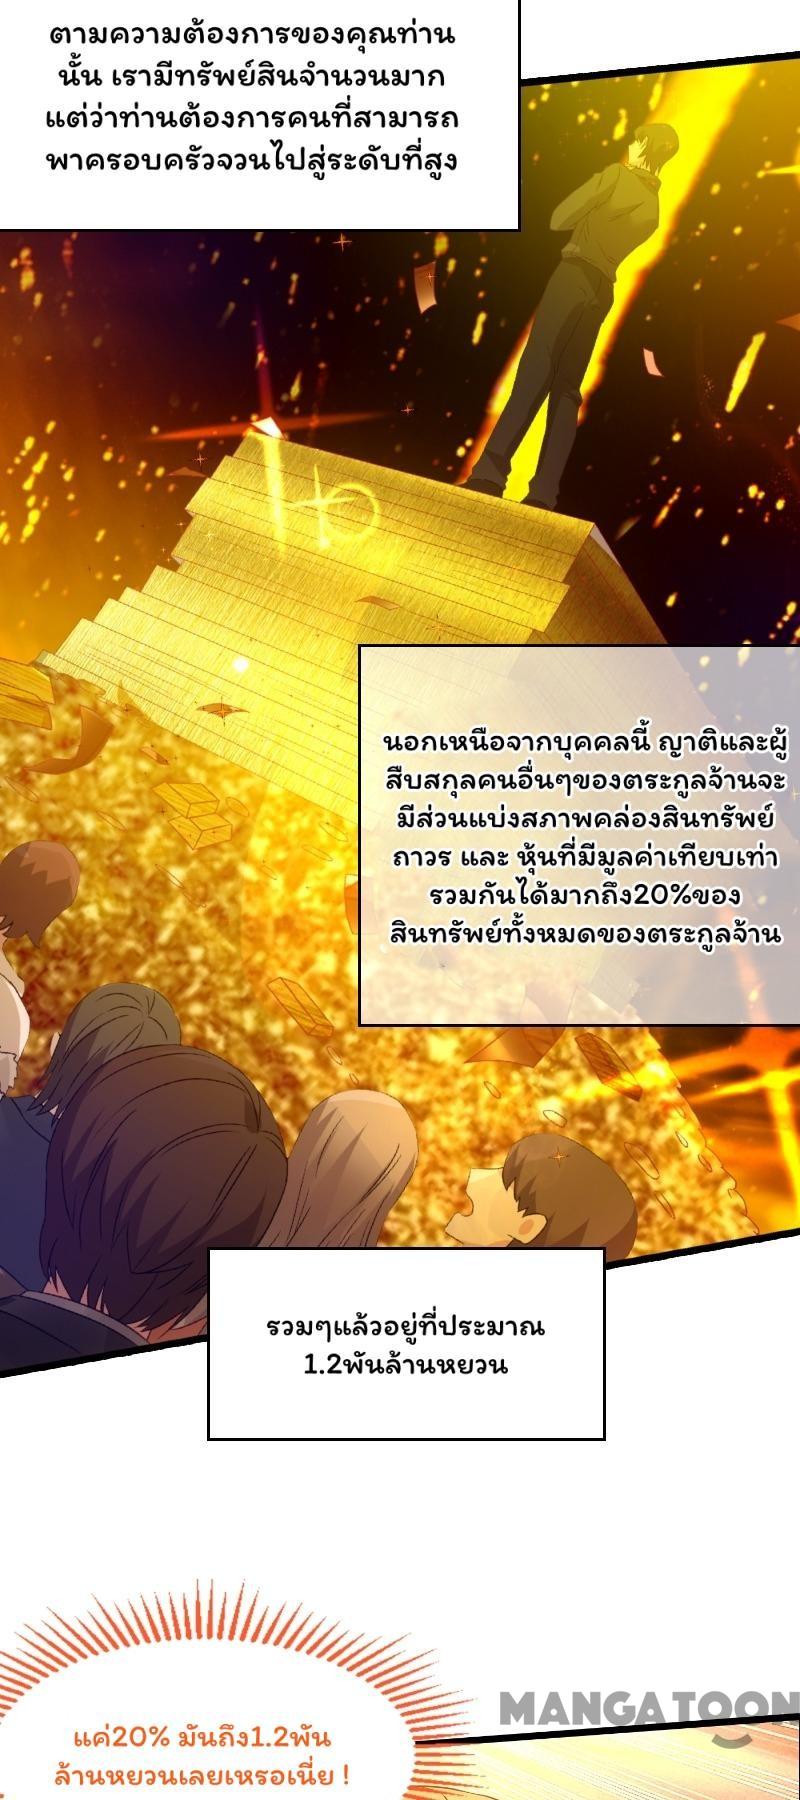 ตามความต้องการของคุณท่าน
นั้น เรามีทรัพย์สินจำนวนมาก
แต่ว่าท่านต้องการคนที่สามารถ
พาครอบครัวจวนไปสู่ระดับที่สูง
นอกเหนือจากบุคคลนี้ ญาติและผู้
สืบสกุลคนอื่นๆของตระกูลจ้านจะ
มีส่วนแบ่งสภาพคล่องสินทรัพย์
ถาวร และ หุ้นที่มีมูลค่าเทียบเท่า
รวมกันได้มากถึง20%ของ
สินทรัพย์ทั้งหมดของตระกูลจ้าน
รวมๆแล้วอยู่ที่ประมาณ
1.2พันล้านหยวน
MANGATOON
แค่20% มันถึง1.2พัน
ล้านหยวนเลยเหรอเนี่ย !